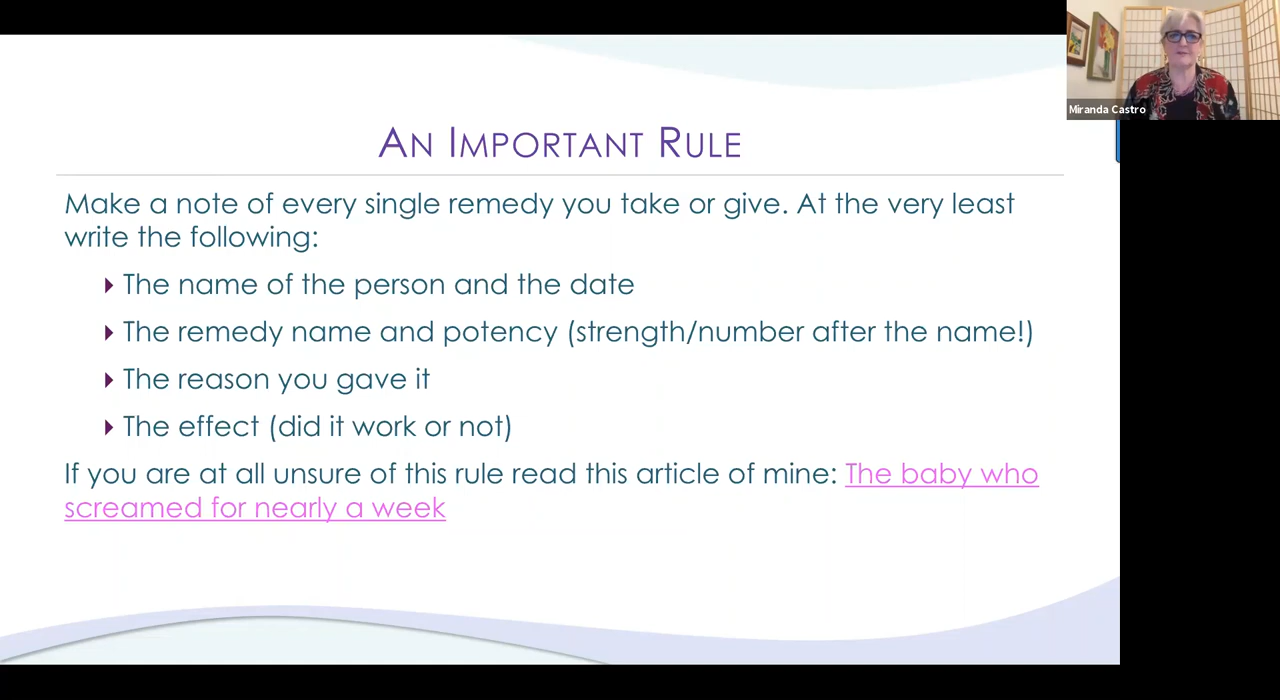 Miranda Castro
An Important Rule
Make a note of every single remedy you take or give. At the very least
write the following:
The name of the person and the date
The remedy name and potency (strength/number after the name!)
The reason you gave it
The effect (did it work or not)
If you are at all unsure of this rule read this article of mine: The baby who
screamed for nearly a week